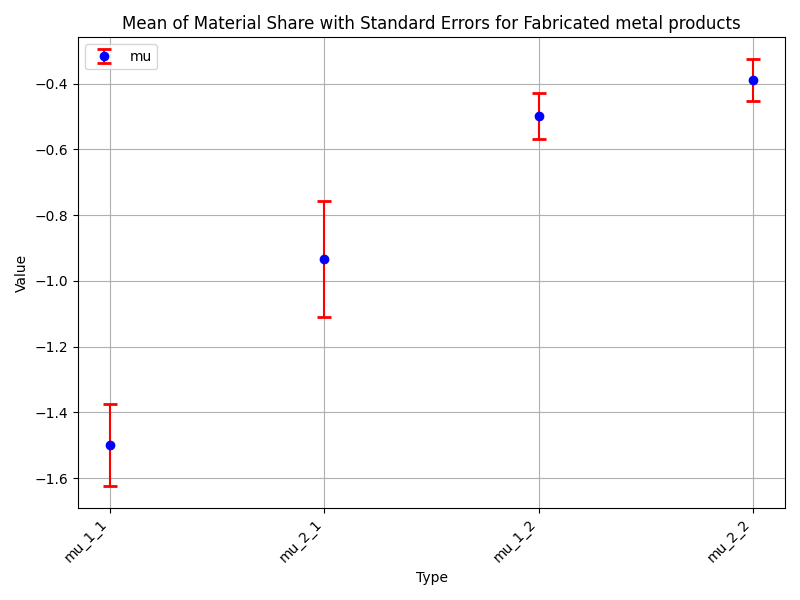 Mean of Material Share with Standard Errors for Fabricated metal products
mu
Value
−0.4
−0.6
−0.8
−1.0
−1.2
−1.4
−1.6
mu_1_1
mu_2_1
mu_1_2
mu_2_2
Type